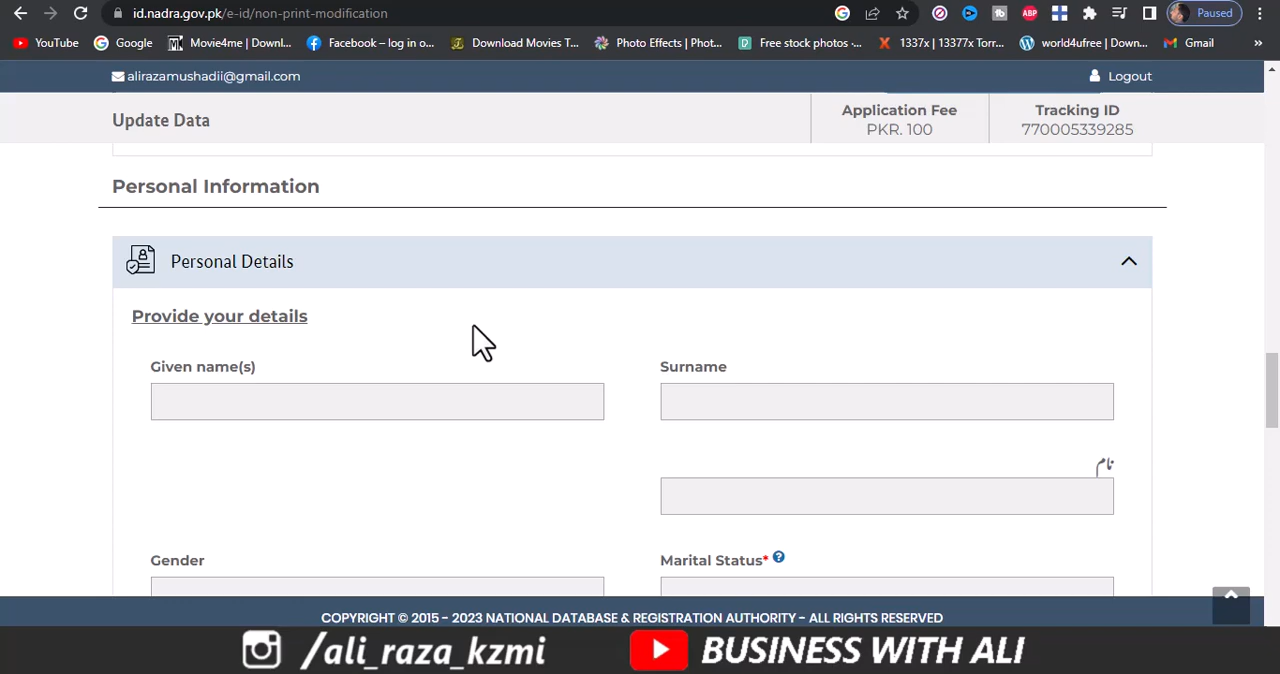 id.nadra.gov.pk/e-id/non-print-modification
ABP
Paused
YouTube
Google
Movie4me | Downl...
Facebook – log in o...
Download Movies T...
Photo Effects | Phot...
Free stock photos -...
1337x | 13377x Torr...
world4ufree | Down...
Gmail
»
alirazamushadii@gmail.com
Logout
Update Data
Application Fee
PKR. 100
Tracking ID
770005339285
Personal Information
Personal Details
Provide your details
Given name(s)
Surname
نام
Gender
Marital Status* ?
COPYRIGHT © 2015 - 2023 NATIONAL DATABASE & REGISTRATION AUTHORITY - ALL RIGHTS RESERVED
/ali_raza_kzmi
BUSINESS WITH ALI